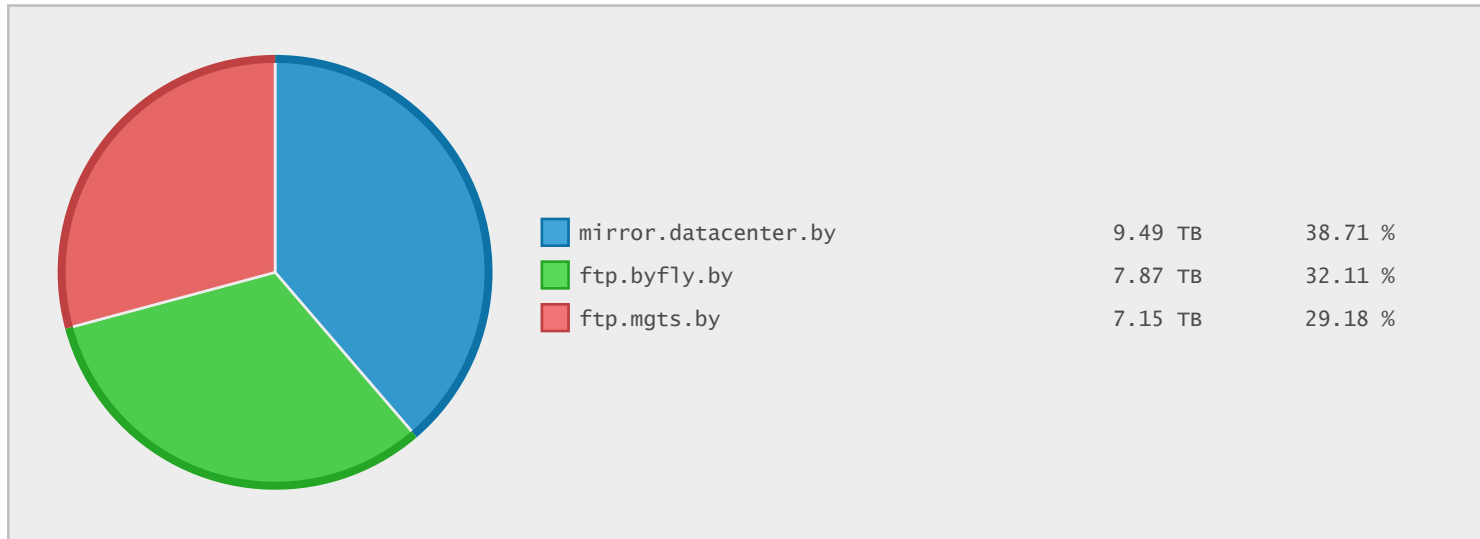 mirror.datacenter.by 9.49 TB 38.71 %
ftp.byfly.by 7.87 TB 32.11 %
ftp.mgts.by 7.15 TB 29.18 %